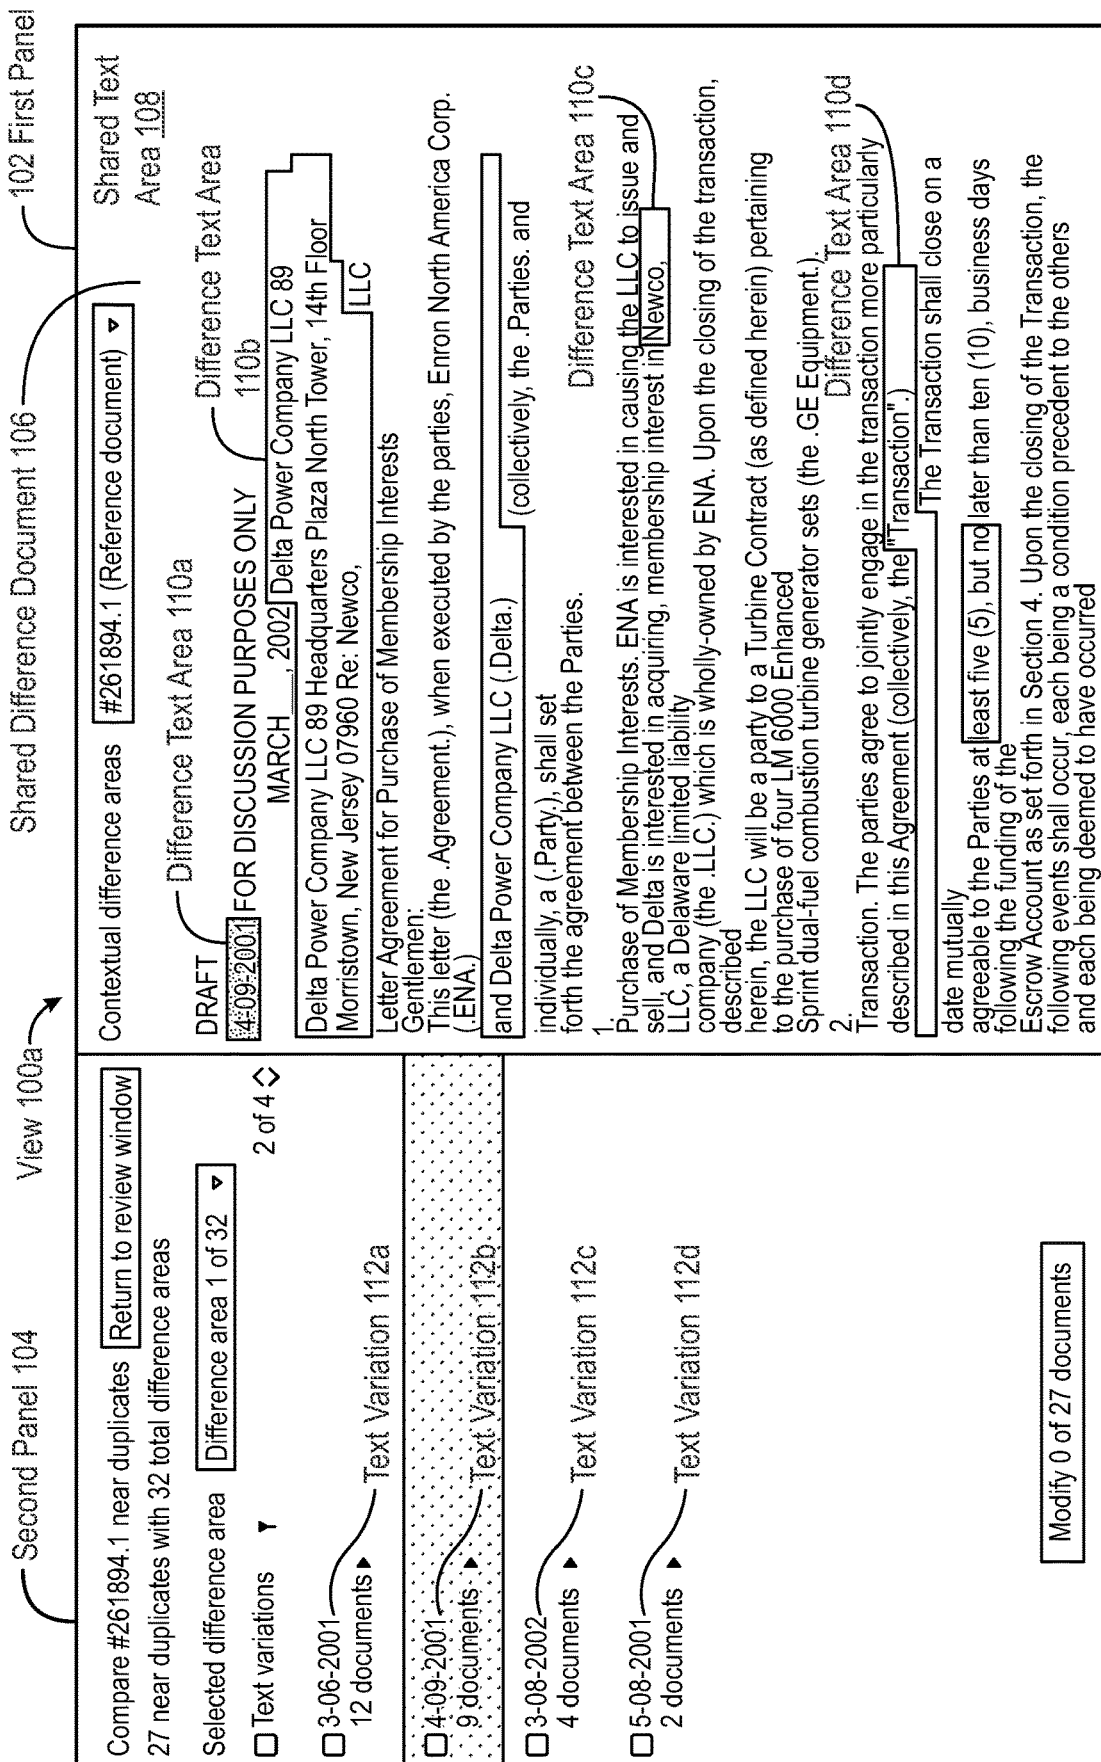 View 100a
Second Panel 104
Compare #261894.1 near duplicates
Return to review window
27 near duplicates with 32 total difference areas
Selected difference area
Difference area 1 of 32
Text variations
2 of 4
3-06-2001
12 documents
Text Variation 112a
4-09-2001
9 documents
Text Variation 112b
3-08-2002
4 documents
Text Variation 112c
5-08-2001
2 documents
Text Variation 112d
Modify 0 of 27 documents
Shared Difference Document 106
102 First Panel
Contextual difference areas
#261894.1 (Reference document)
Shared Text
Area 108
Difference Text Area 110a
Difference Text Area
110b
DRAFT
4-09-2001 FOR DISCUSSION PURPOSES ONLY
MARCH___, 2002 Delta Power Company LLC 89
Delta Power Company LLC 89 Headquarters Plaza North Tower, 14th Floor
Morristown, New Jersey 07960 Re: Newco,
LLC
Letter Agreement for Purchase of Membership Interests
Gentlemen:
This letter (the .Agreement.), when executed by the parties, Enron North America Corp.
(.ENA.)
and Delta Power Company LLC (.Delta.)
(collectively, the .Parties. and
individually, a (.Party.), shall set
forth the agreement between the Parties.
Difference Text Area 110c
1.
Purchase of Membership Interests. ENA is interested in causing the LLC to issue and
sell, and Delta is interested in acquiring, membership interest in Newco,
LLC, a Delaware limited liability
company (the .LLC.) which is wholly-owned by ENA. Upon the closing of the transaction,
described
herein, the LLC will be a party to a Turbine Contract (as defined herein) pertaining
to the purchase of four LM 6000 Enhanced
Sprint dual-fuel combustion turbine generator sets (the .GE Equipment.).
Difference Text Area 110d
2.
Transaction. The parties agree to jointly engage in the transaction more particularly
described in this Agreement (collectively, the "Transaction".)
The Transaction shall close on a
date mutually
agreeable to the Parties at least five (5), but no later than ten (10), business days
following the funding of the
Escrow Account as set forth in Section 4. Upon the closing of the Transaction, the
following events shall occur, each being a condition precedent to the others
and each being deemed to have occurred